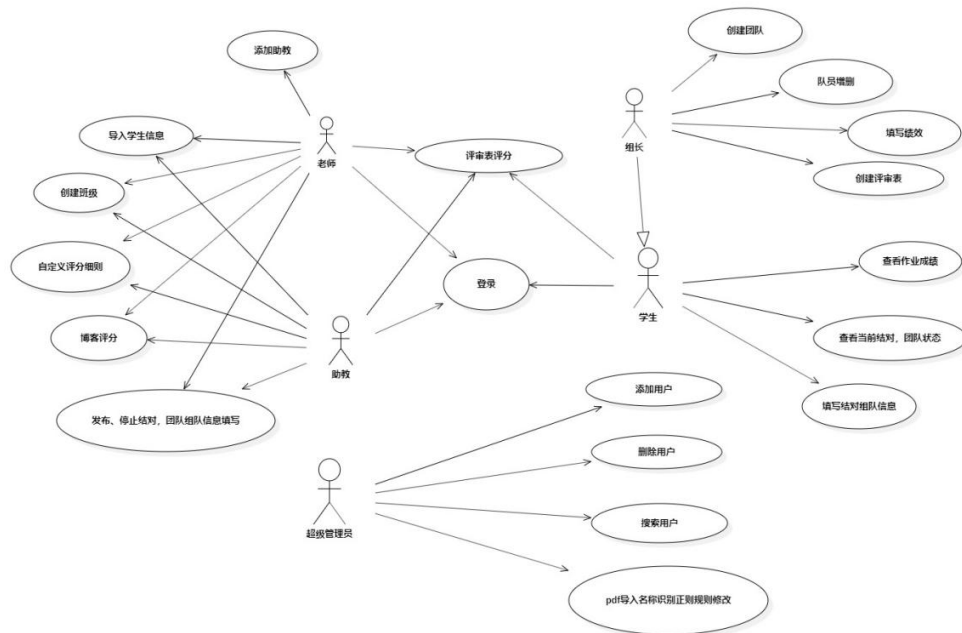 创建团队
添加助教
队员增删
导入学生信息
老师
评审表评分
组长
填写绩效
创建评审表
创建班级
自定义评分细则
登录
学生
查看作业成绩
博客评分
助教
查看当前结对，团队状态
添加用户
填写结对组队信息
发布、停止结对，团队组队信息填写
删除用户
超级管理员
搜索用户
pdf导入名称识别正则规则修改